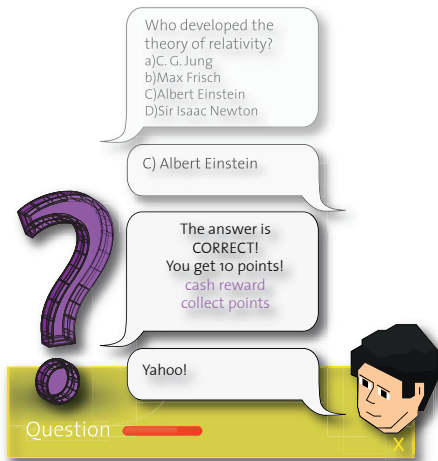 Who developed the
theory of relativity?
a)C. G. Jung
b)Max Frisch
C)Albert Einstein
D)Sir Isaac Newton
C) Albert Einstein
The answer is
CORRECT!
You get 10 points!
cash reward
collect points
Yahoo!
Question
X